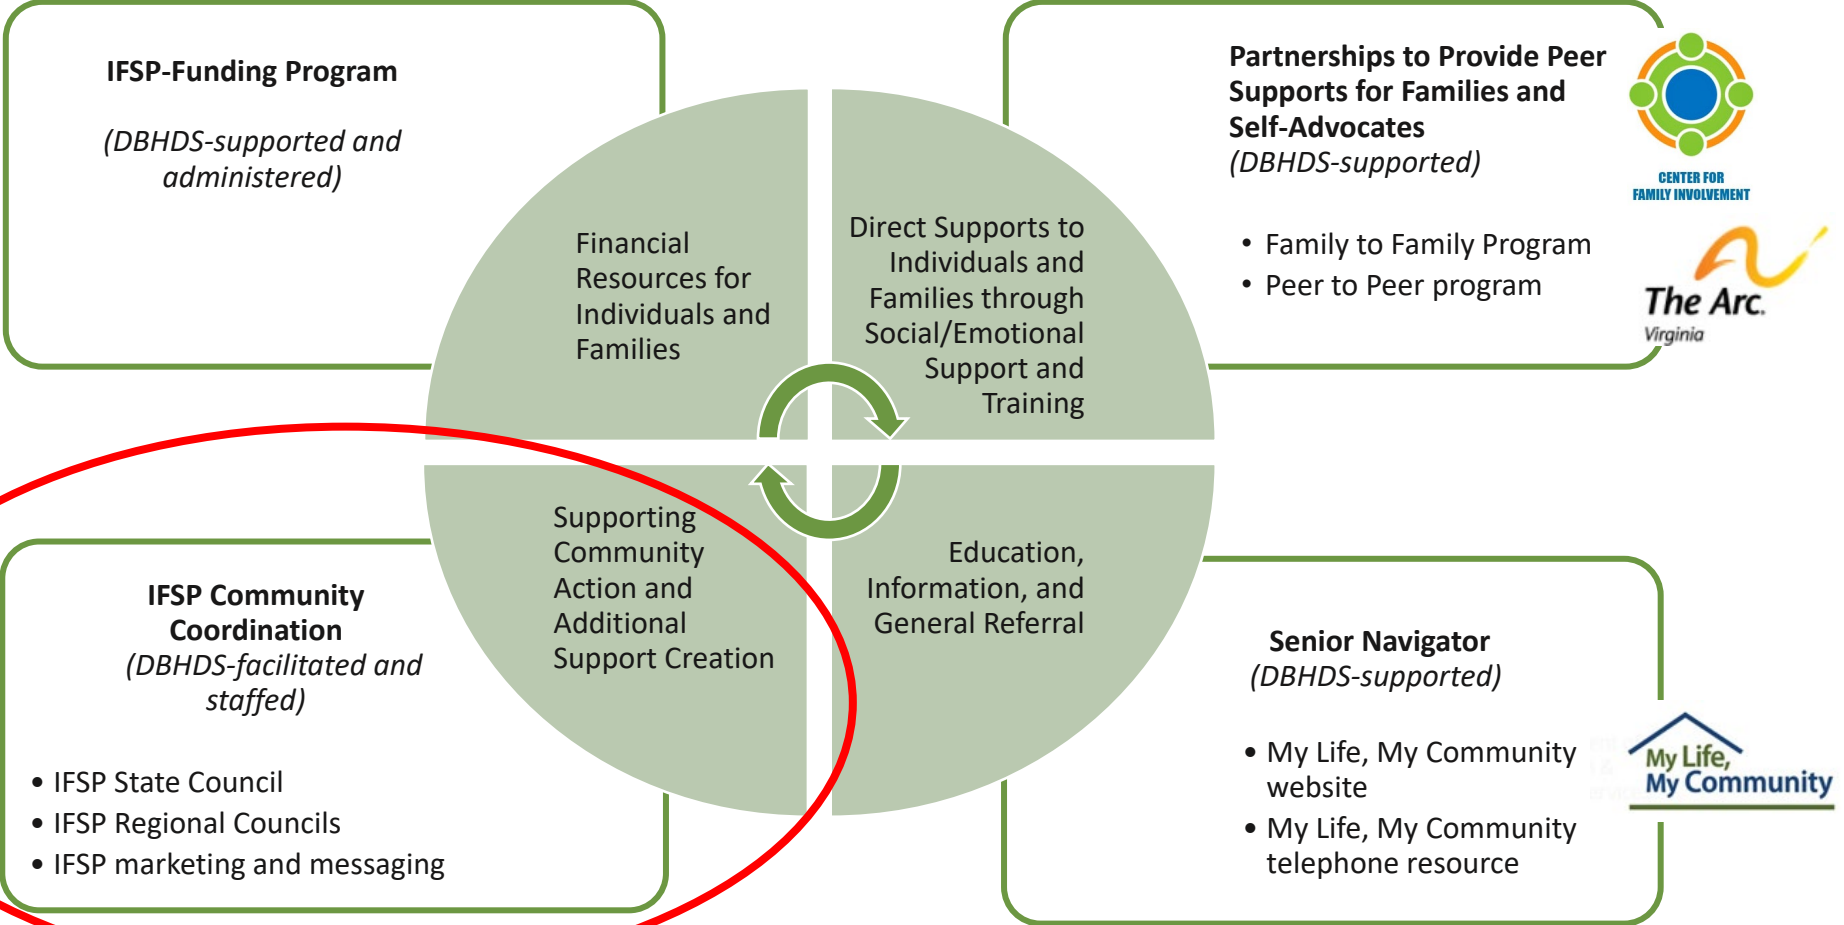 IFSP-Funding Program
(DBHDS-supported and
administered)
Financial
Resources for
Individuals and
Families
Direct Supports to
Individuals and
Families through
Social/Emotional
Support and
Training
Partnerships to Provide Peer
Supports for Families and
Self-Advocates
(DBHDS-supported)
• Family to Family Program
• Peer to Peer program
CENTER FOR
FAMILY INVOLVEMENT
The Arc.
Virginia
IFSP Community
Coordination
(DBHDS-facilitated and
staffed)
• IFSP State Council
• IFSP Regional Councils
• IFSP marketing and messaging
Supporting
Community
Action and
Additional
Support Creation
Education,
Information, and
General Referral
Senior Navigator
(DBHDS-supported)
• My Life, My Community
website
• My Life, My Community
telephone resource
My Life,
My Community